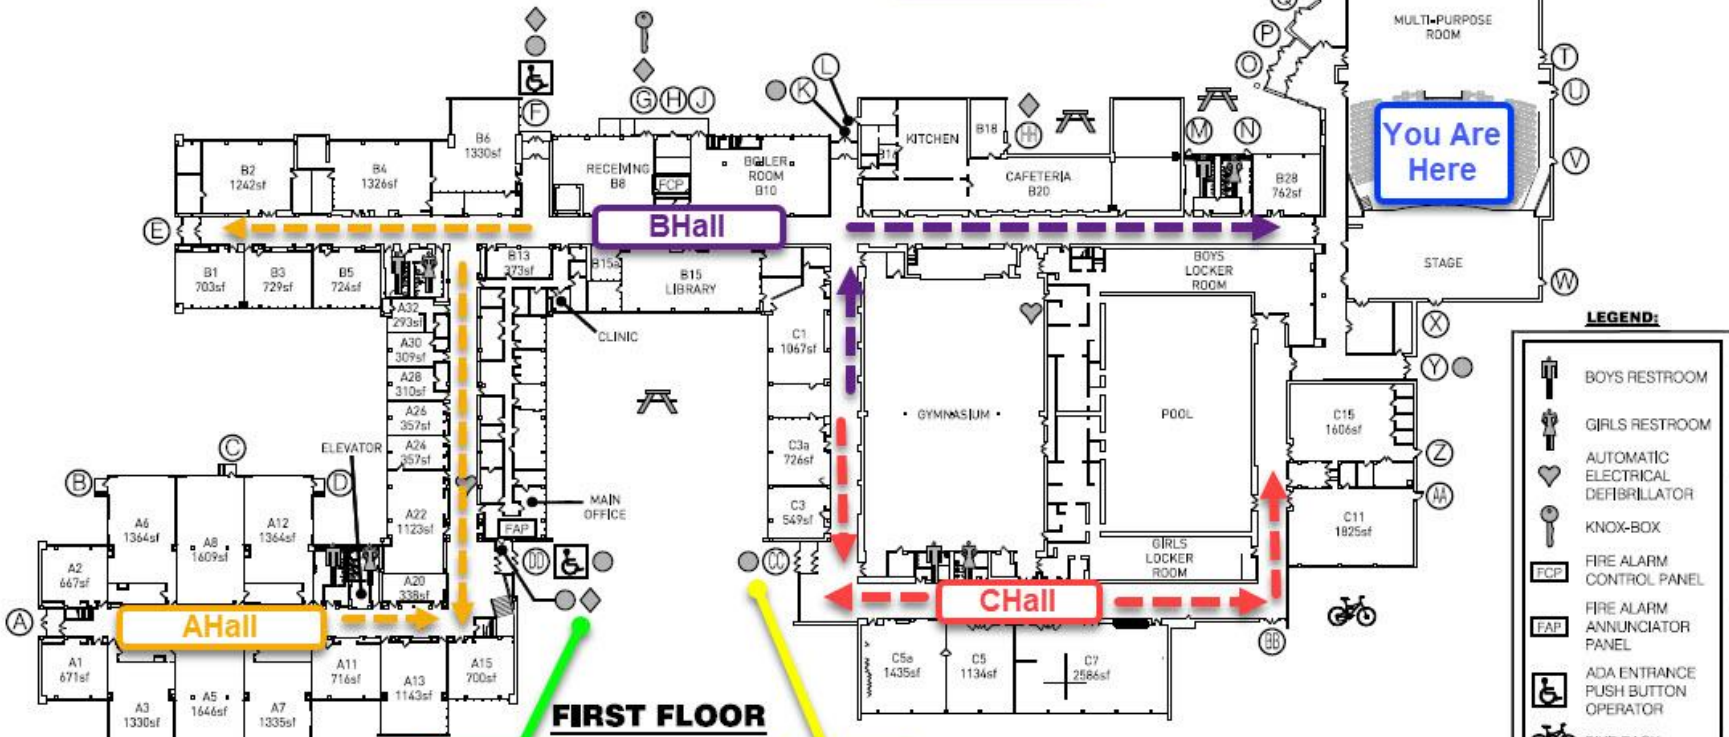 Q
MULTI-PURPOSE
ROOM
P
O
T
U
V
W
L
K
G H J
F
HH
M N
B6
1330sf
B2
1242sf
B4
1326sf
RECEIVING
B8
FCP
BOILER
ROOM
B10
KITCHEN
B18
CAFETERIA
B20
B28
762sf
You Are
Here
E
BHall
B1
703sf
B3
729sf
B5
724sf
B13
373sf
B15a
B15
LIBRARY
BOYS
LOCKER
ROOM
STAGE
CLINIC
A32
293sf
A30
309sf
A28
310sf
A26
357sf
A24
357sf
C1
1067sf
X
Y
GYMNASIUM
POOL
C15
1606sf
Z
AA
C3a
726sf
C3
549sf
C11
1825sf
ELEVATOR
C
B
D
A6
1364sf
A8
1609sf
A12
1364sf
A22
1123sf
MAIN
OFFICE
FAP
DD
CC
GIRLS
LOCKER
ROOM
A2
667sf
A20
338sf
A
AHall
CHall
BB
A1
671sf
A3
1330sf
A5
1646sf
A7
1335sf
A11
716sf
A13
1143sf
A15
700sf
C5a
1435sf
C5
1134sf
C7
2586sf
FIRST FLOOR
LEGEND:
BOYS RESTROOM
GIRLS RESTROOM
AUTOMATIC
ELECTRICAL
DEFIBRILLATOR
KNOX-BOX
FCP FIRE ALARM
CONTROL PANEL
FAP FIRE ALARM
ANNUNCIATOR
PANEL
ADA ENTRANCE
PUSH BUTTON
OPERATOR